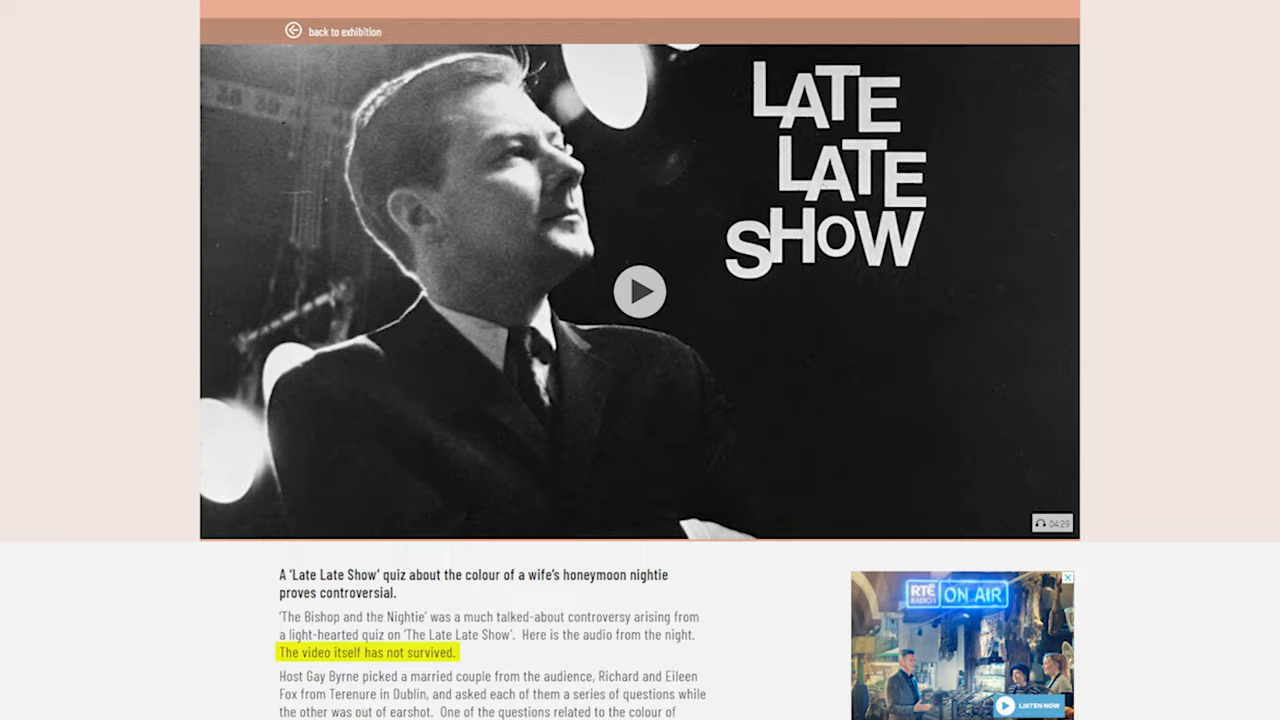 back to exhibition
LATE
LATE
SHOW
04:29
A 'Late Late Show' quiz about the colour of a wife's honeymoon nightie
proves controversial.
'The Bishop and the Nightie' was a much talked-about controversy arising from
a light-hearted quiz on 'The Late Late Show'. Here is the audio from the night.
The video itself has not survived.
Host Gay Byrne picked a married couple from the audience, Richard and Eileen
Fox from Terenure in Dublin, and asked each of them a series of questions while
the other was out of earshot. One of the questions related to the colour of
RTÉ
RADIO 1
ON AIR
LISTEN NOW